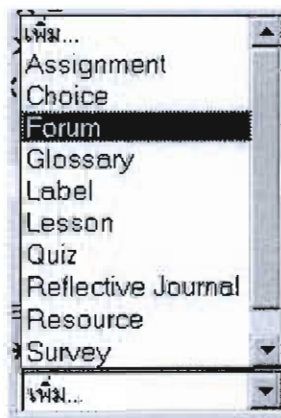 เพิ่ม...
Assignment
Choice
Forum
Glossary
Label
Lesson
Quiz
Reflective Journal
Resource
Survey
เพิ่ม...